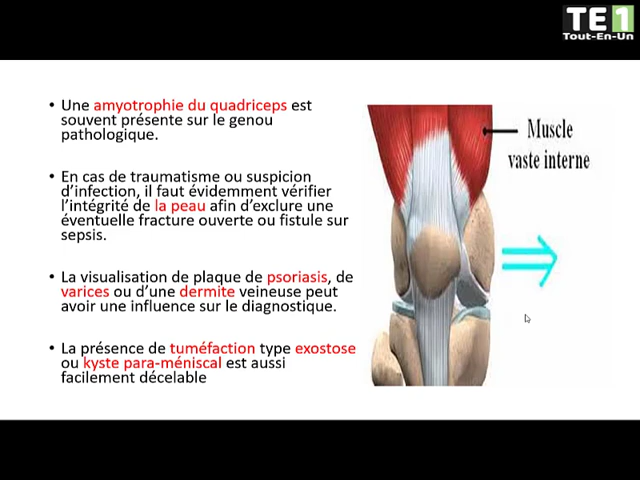 TE1
Tout-En-Un
• Une amyotrophie du quadriceps est
souvent présente sur le genou
pathologique.
• En cas de traumatisme ou suspicion
d’infection, il faut évidemment vérifier
l’intégrité de la peau afin d’exclure une
éventuelle fracture ouverte ou fistule sur
sepsis.
• La visualisation de plaque de psoriasis, de
varices ou d’une dermite veineuse peut
avoir une influence sur le diagnostique.
• La présence de tuméfaction type exostose
ou kyste para-méniscal est aussi
facilement décelable
Muscle
vaste interne